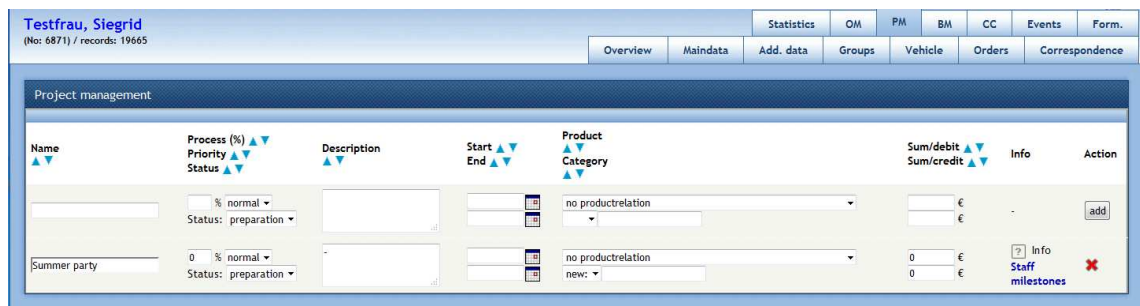 Testfrau, Siegrid
(No: 6871) / records: 19665
Statistics OM PM BM CC Events Form.
Overview Maindata Add. data Groups Vehicle Orders Correspondence
Project management
Name
Process (%)
Priority
Status
Description
Start
End
Product
Category
Sum/debit
Sum/credit
Info
Action
% normal
Status: preparation
no productrelation
€
€
-
add
Summer party
0 % normal
Status: preparation
-
no productrelation
new:
0 €
0 €
? Info
Staff
milestones